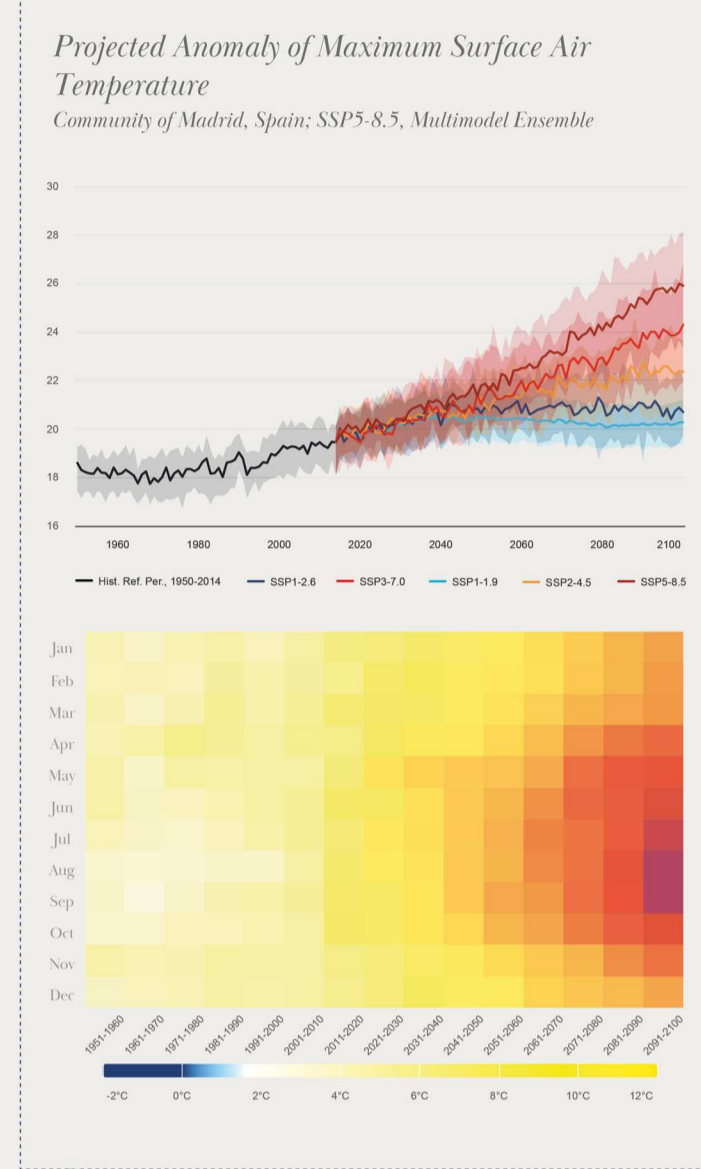 Projected Anomaly of Maximum Surface Air
Temperature
Community of Madrid, Spain; SSP5-8.5, Multimodel Ensemble
30
28
26
24
22
20
18
16
1960 1980 2000 2020 2040 2060 2080 2100
Hist. Ref. Per., 1950-2014 SSP1-2.6 SSP3-7.0 SSP1-1.9 SSP2-4.5 SSP5-8.5
Jan
Feb
Mar
Apr
May
Jun
Jul
Aug
Sep
Oct
Nov
Dec
1951-1960 1961-1970 1971-1980 1981-1990 1991-2000 2001-2010 2011-2020 2021-2030 2031-2040 2041-2050 2051-2060 2061-2070 2071-2080 2081-2090 2091-2100
-2°C 0°C 2°C 4°C 6°C 8°C 10°C 12°C